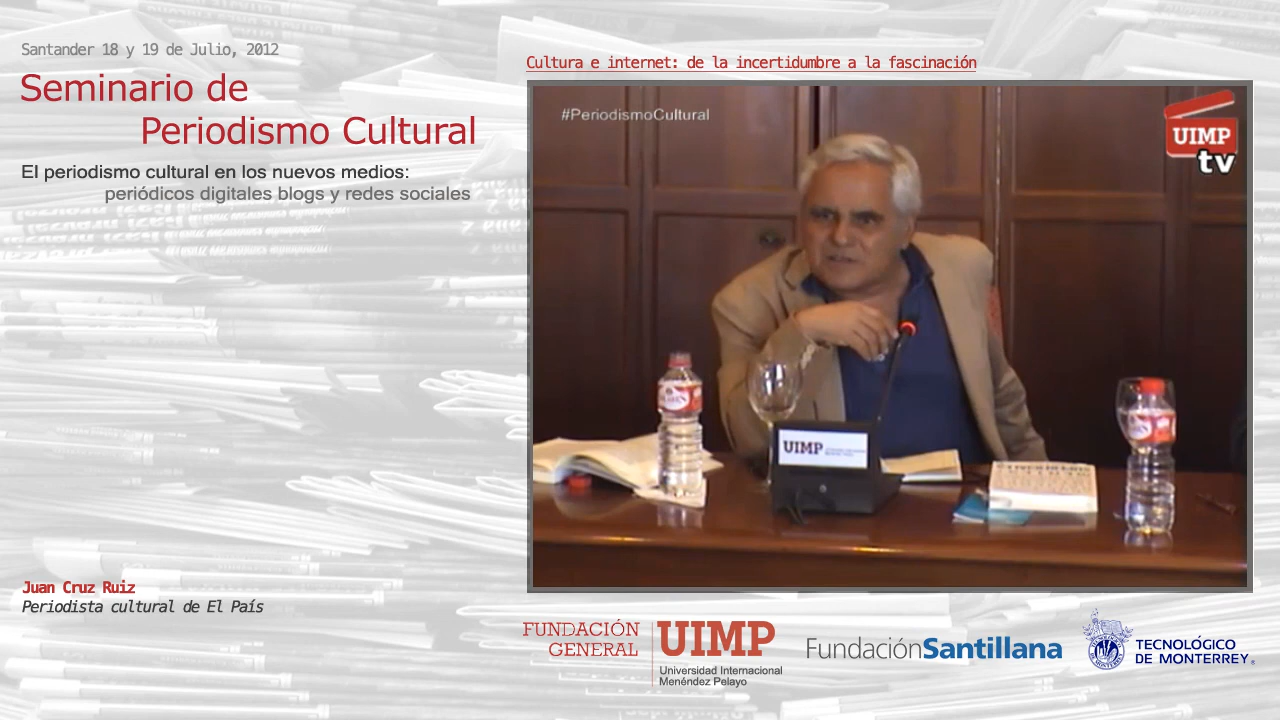 Santander 18 y 19 de Julio, 2012
Seminario de
Periodismo Cultural
El periodismo cultural en los nuevos medios:
periódicos digitales blogs y redes sociales
Cultura e internet: de la incertidumbre a la fascinación
#PeriodismoCultural
UIMP
tv
UIMP
Juan Cruz Ruiz
Periodista cultural de El País
FUNDACIÓN
GENERAL
UIMP
Universidad Internacional
Menéndez Pelayo
FundaciónSantillana
TECNOLÓGICO
DE MONTERREY®